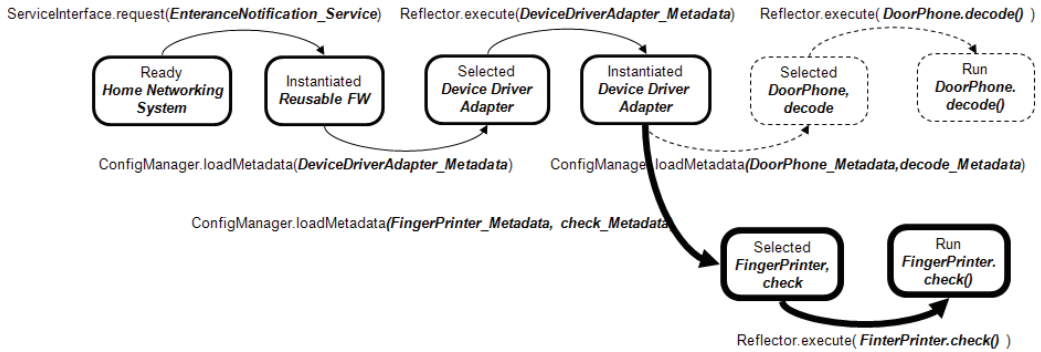 ServiceInterface.request(EnteranceNotification_Service)
Reflector.execute(DeviceDriverAdapter_Metadata)
Reflector.execute( DoorPhone.decode() )
Ready
Home Networking
System
Instantiated
Reusable FW
Selected
Device Driver
Adapter
Instantiated
Device Driver
Adapter
Selected
DoorPhone,
decode
Run
DoorPhone.
decode()
ConfigManager.loadMetadata(DeviceDriverAdapter_Metadata)
ConfigManager.loadMetadata(DoorPhone_Metadata,decode_Metadata)
ConfigManager.loadMetadata(FingerPrinter_Metadata, check_Metadata
Selected
FingerPrinter,
check
Run
FingerPrinter.
check()
Reflector.execute( FinterPrinter.check() )